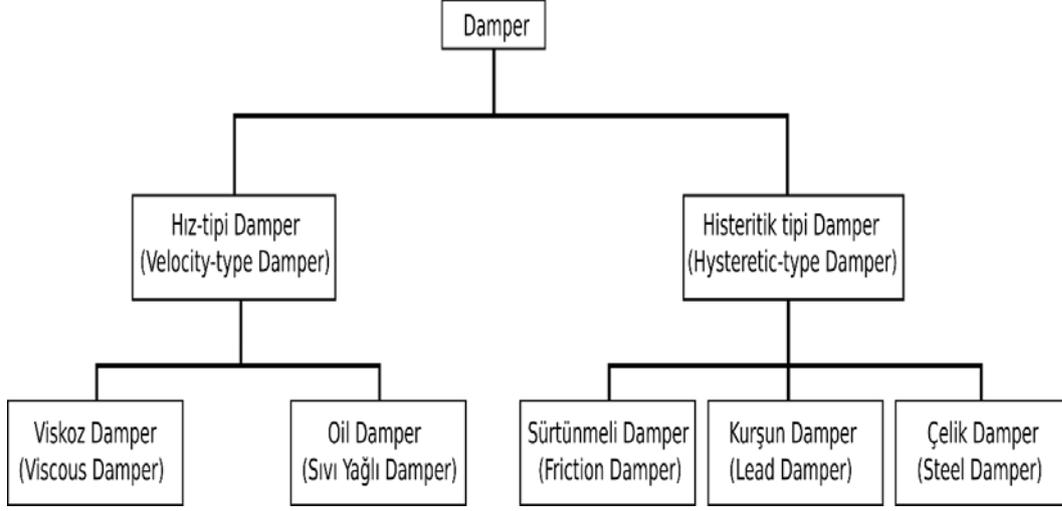 Damper
Hız-tipi Damper
(Velocity-type Damper)
Histeritik tipi Damper
(Hysteretic-type Damper)
Viskoz Damper
(Viscous Damper)
Oil Damper
(Sıvı Yağlı Damper)
Sürtünmeli Damper
(Friction Damper)
Kurşun Damper
(Lead Damper)
Çelik Damper
(Steel Damper)